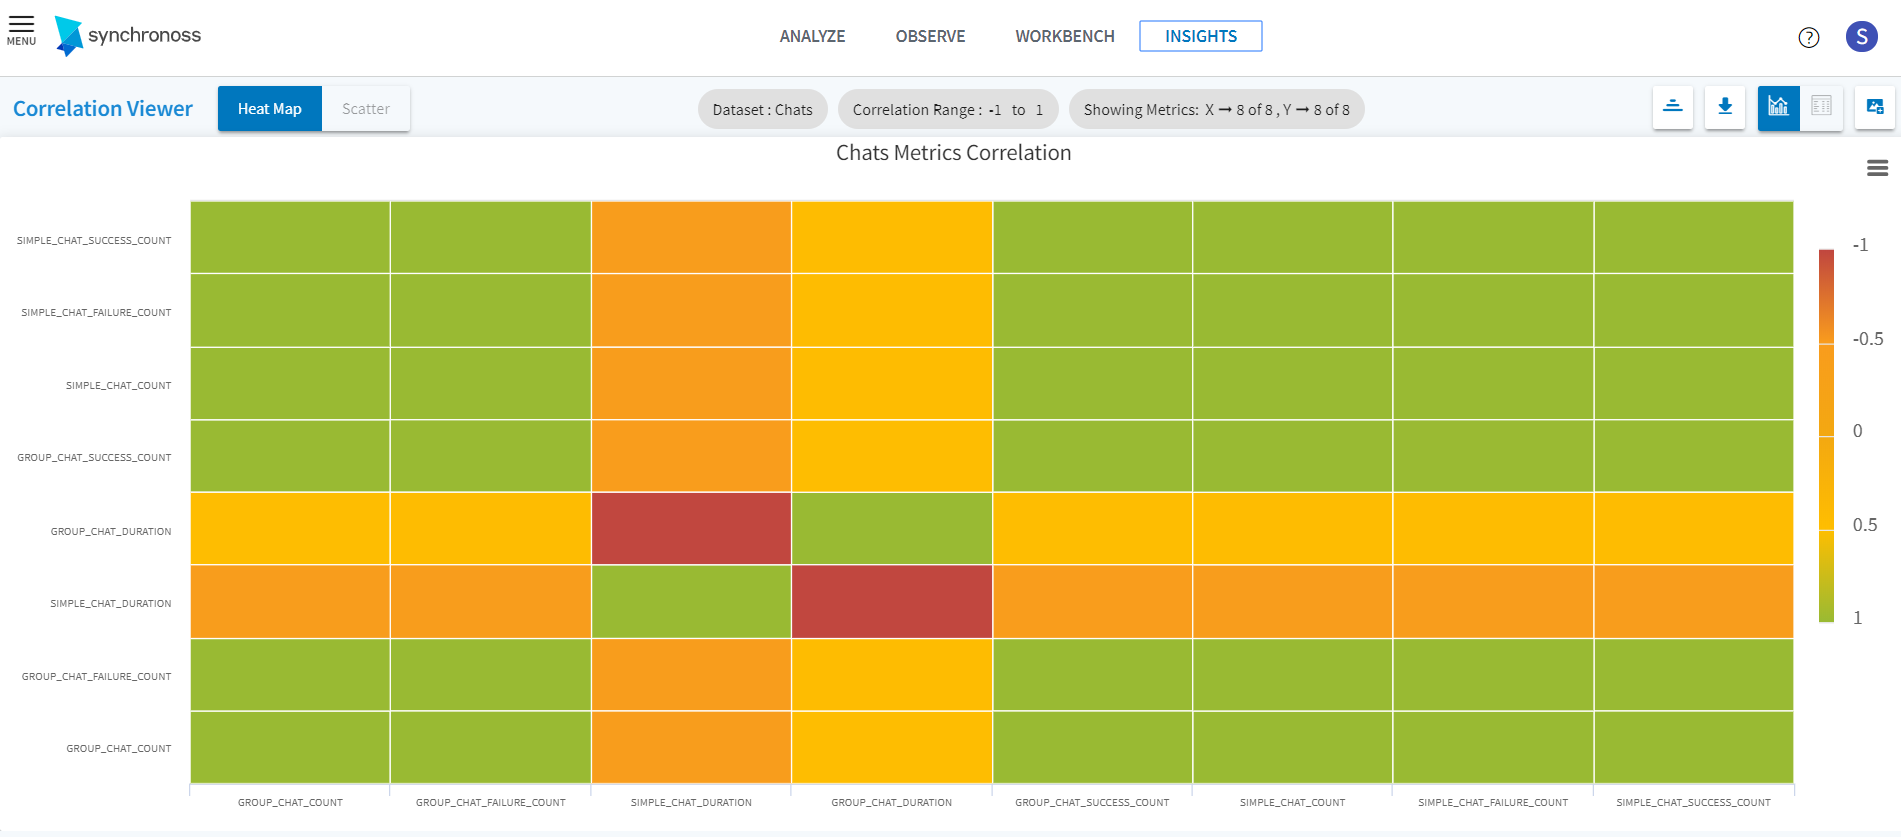 MENU
synchronoss
ANALYZE
OBSERVE
WORKBENCH
INSIGHTS
?
S
Correlation Viewer
Heat Map
Scatter
Dataset : Chats
Correlation Range : -1 to 1
Showing Metrics: X → 8 of 8 , Y → 8 of 8
Chats Metrics Correlation
SIMPLE_CHAT_SUCCESS_COUNT
SIMPLE_CHAT_FAILURE_COUNT
SIMPLE_CHAT_COUNT
GROUP_CHAT_SUCCESS_COUNT
GROUP_CHAT_DURATION
SIMPLE_CHAT_DURATION
GROUP_CHAT_FAILURE_COUNT
GROUP_CHAT_COUNT
GROUP_CHAT_COUNT
GROUP_CHAT_FAILURE_COUNT
SIMPLE_CHAT_DURATION
GROUP_CHAT_DURATION
GROUP_CHAT_SUCCESS_COUNT
SIMPLE_CHAT_COUNT
SIMPLE_CHAT_FAILURE_COUNT
SIMPLE_CHAT_SUCCESS_COUNT
-1
-0.5
0
0.5
1